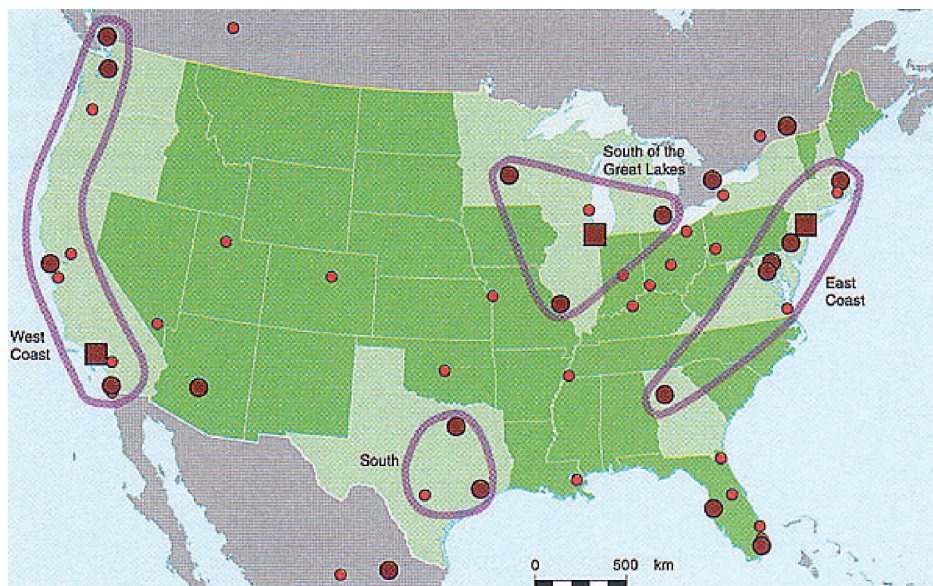 South of the
Great Lakes
East
Coast
West
Coast
South
0 500 km